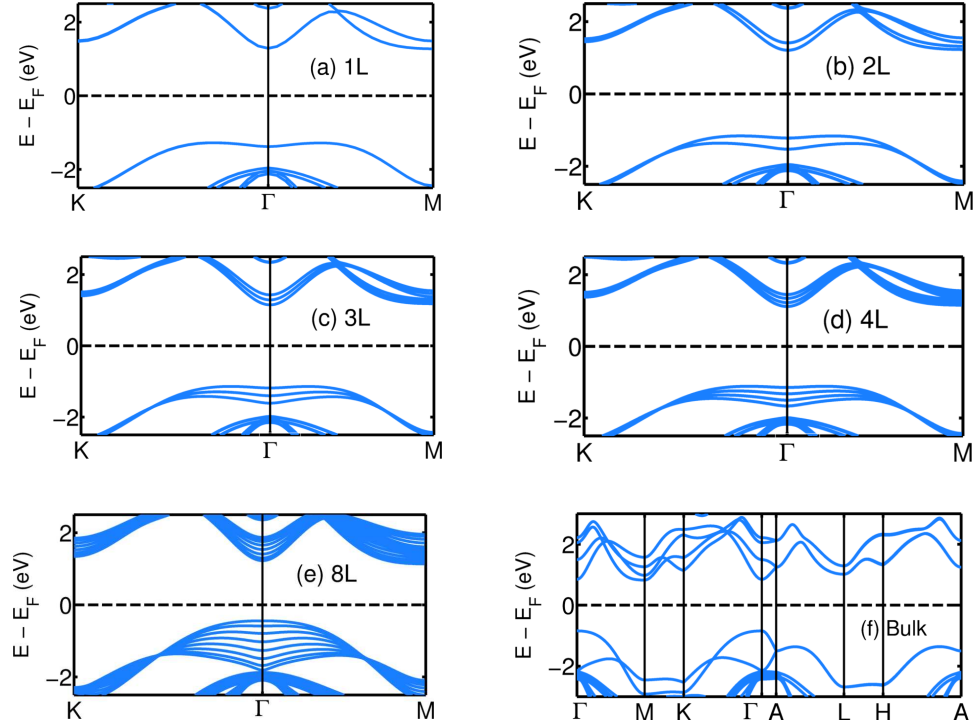 E − E_F (eV)
2
0
−2
(a) 1L
K Γ M
E − E_F (eV)
2
0
−2
(b) 2L
K Γ M
E − E_F (eV)
2
0
−2
(c) 3L
K Γ M
E − E_F (eV)
2
0
−2
(d) 4L
K Γ M
E − E_F (eV)
2
0
−2
(e) 8L
K Γ M
E − E_F (eV)
2
0
−2
(f) Bulk
Γ M K Γ A L H A